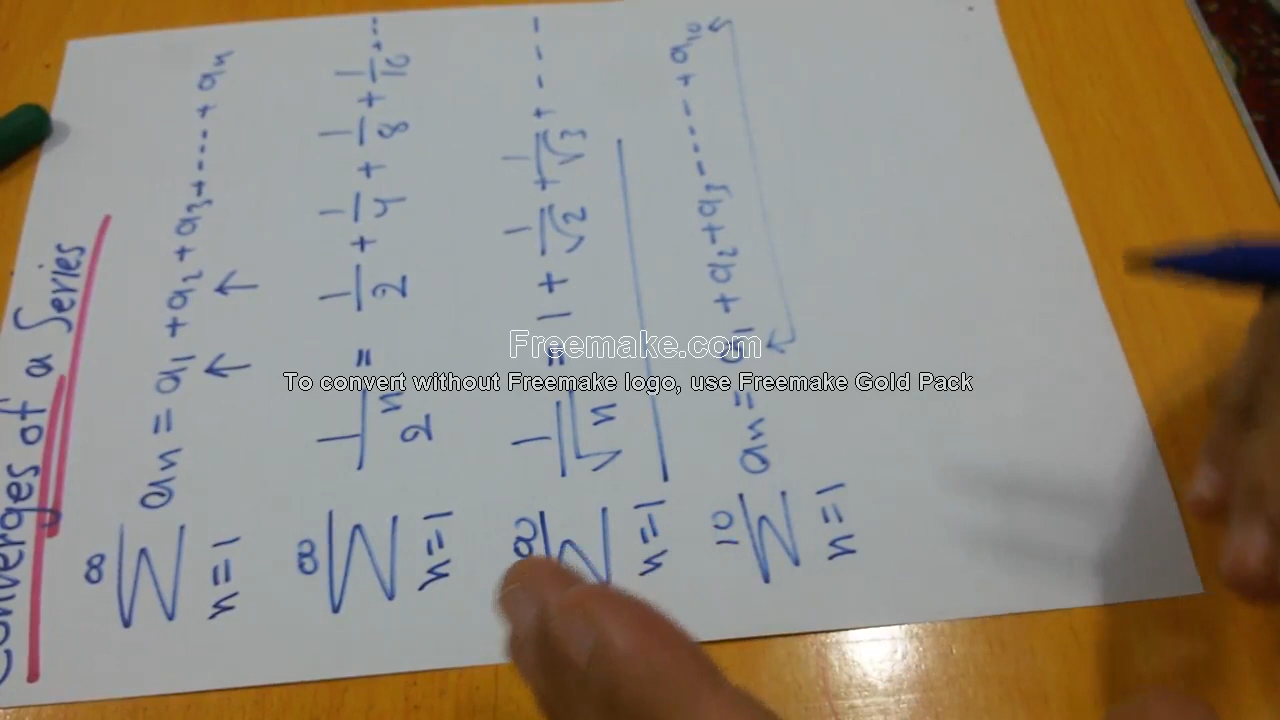 Converges of a Series
∞ ∑ n=1 an = a1 + a2 + a3 + ---- + an
∞ ∑ n=1 1/2^n = 1/2 + 1/4 + 1/8 + 1/16 + ...
∞ ∑ n=1 1/√n = 1 + 1/√2 + 1/√3 + - - -
10 ∑ n=1 an = a1 + a2 + a3 ----- + a10
Freemake.com
To convert without Freemake logo, use Freemake Gold Pack